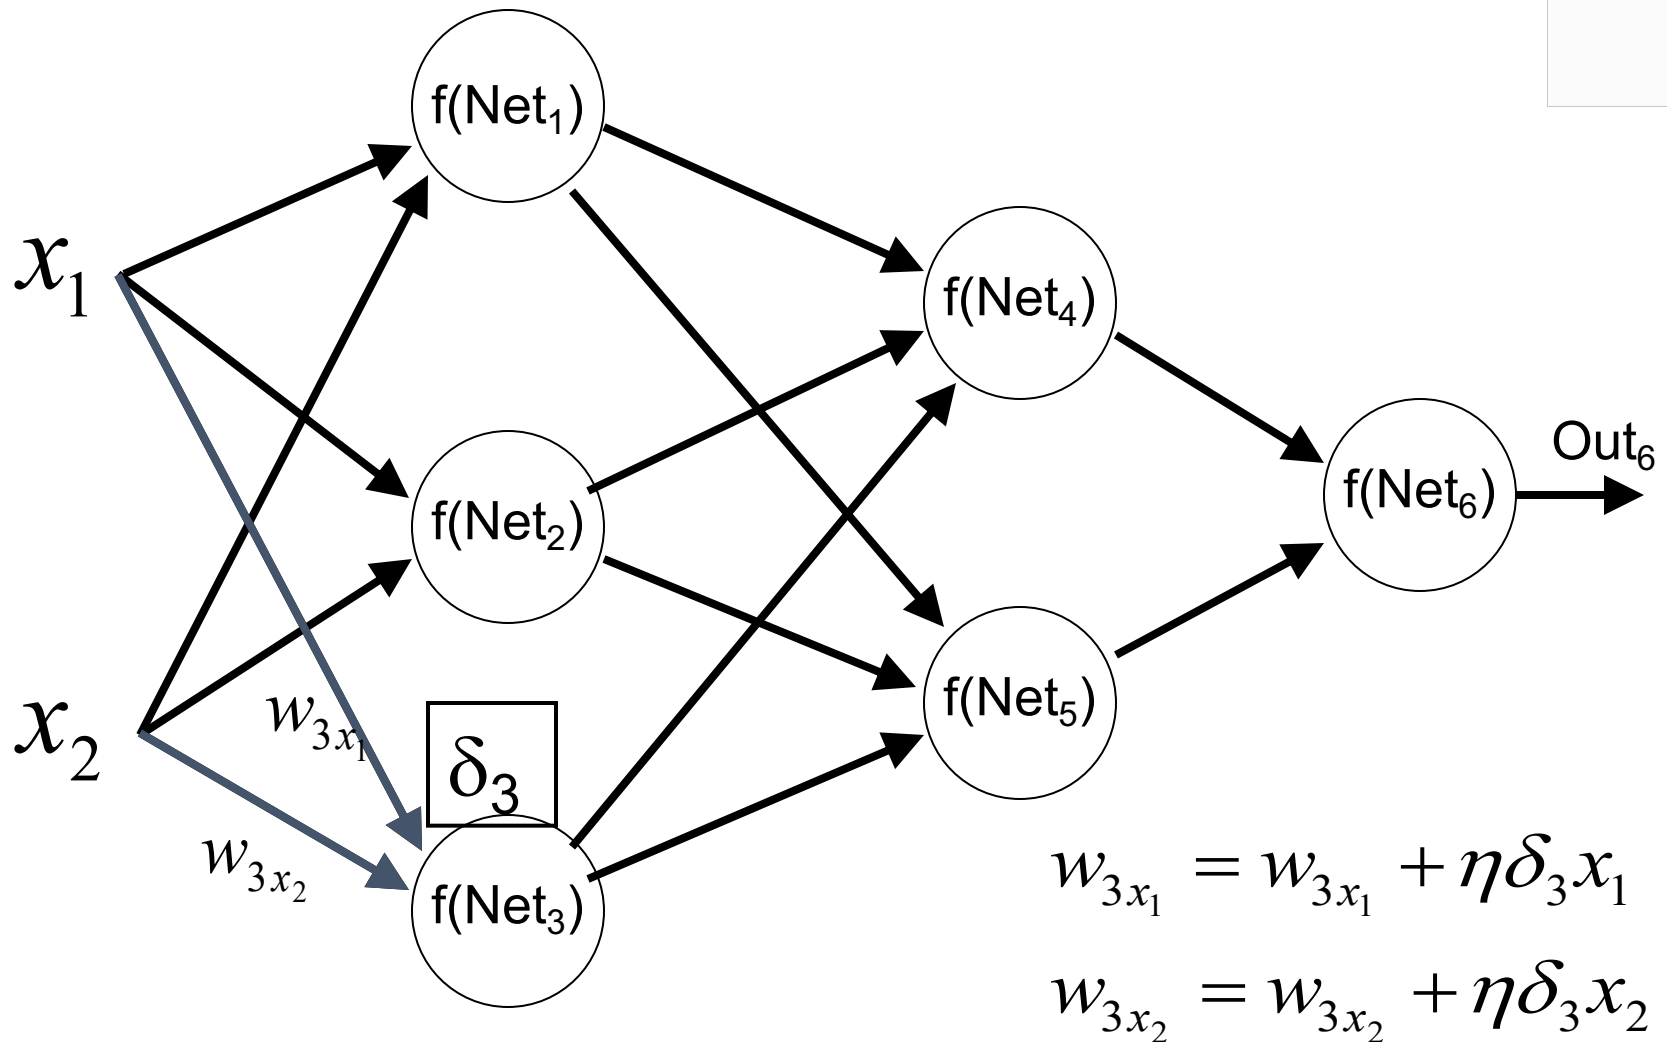 f(Net₁)
x₁
f(Net₄)
Out₆
f(Net₆)
f(Net₂)
x₂
w₃ₓ₁
δ₃
f(Net₅)
w₃ₓ₂
f(Net₃)
w₃ₓ₁ = w₃ₓ₁ + ηδ₃x₁
w₃ₓ₂ = w₃ₓ₂ + ηδ₃x₂